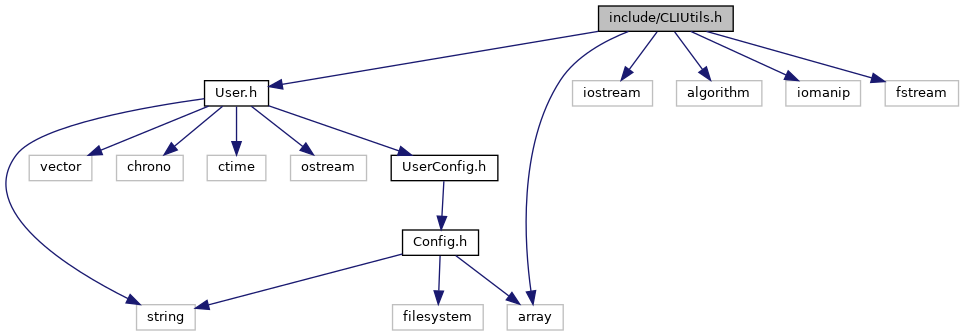 include/CLIUtils.h
User.h
iostream
algorithm
iomanip
fstream
vector
chrono
ctime
ostream
UserConfig.h
Config.h
string
filesystem
array